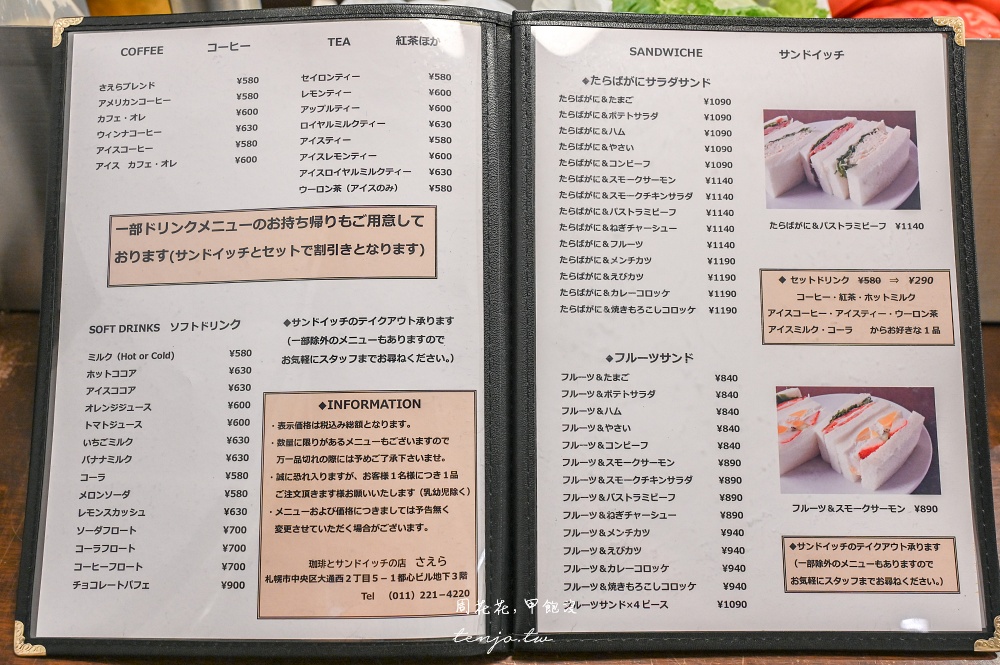 COFFEE コーヒー
さえらブレンド ¥580
アメリカンコーヒー ¥580
カフェ・オレ ¥600
ウィンナコーヒー ¥630
アイスコーヒー ¥580
アイス カフェ・オレ ¥600
TEA 紅茶ほか
セイロンティー ¥580
レモンティー ¥600
アップルティー ¥600
ロイヤルミルクティー ¥630
アイスティー ¥580
アイスレモンティー ¥600
アイスロイヤルミルクティー ¥630
ウーロン茶（アイスのみ） ¥580
一部ドリンクメニューのお持ち帰りもご用意して
おります(サンドイッチとセットで割引きとなります)
SOFT DRINKS ソフトドリンク
ミルク（Hot or Cold） ¥580
ホットココア ¥630
アイスココア ¥630
オレンジジュース ¥600
トマトジュース ¥600
いちごミルク ¥630
バナナミルク ¥630
コーラ ¥580
メロンソーダ ¥580
レモンスカッシュ ¥630
ソーダフロート ¥700
コーラフロート ¥700
コーヒーフロート ¥700
チョコレートパフェ ¥900
◆サンドイッチのテイクアウト承ります
（一部除外のメニューもありますので
お気軽にスタッフまでお尋ねください。）
◆INFORMATION
・表示価格は税込み総額となります。
・数量に限りがあるメニューもございますので
万一品切れの際には予めご了承下さいませ。
・誠に恐れ入りますが、お客様１名様につき１品
ご注文頂きます様お願いいたします（乳幼児除く）
・メニューおよび価格につきましては予告無く
変更させていただく場合がございます。
珈琲とサンドイッチの店 さえら
札幌市中央区大通西２丁目５－１都心ビル地下３階
Tel （011）221－4220
SANDWICHE サンドイッチ
◆たらばがにサラダサンド
たらばがに＆たまご ¥1090
たらばがに＆ポテトサラダ ¥1090
たらばがに＆ハム ¥1090
たらばがに＆やさい ¥1090
たらばがに＆コンビーフ ¥1090
たらばがに＆スモークサーモン ¥1140
たらばがに＆スモークチキンサラダ ¥1140
たらばがに＆パストラミビーフ ¥1140
たらばがに＆ねぎチャーシュー ¥1140
たらばがに＆フルーツ ¥1140
たらばがに＆メンチカツ ¥1190
たらばがに＆えびカツ ¥1190
たらばがに＆カレーコロッケ ¥1190
たらばがに＆焼きもろこしコロッケ ¥1190
◆フルーツサンド
フルーツ＆たまご ¥840
フルーツ＆ポテトサラダ ¥840
フルーツ＆ハム ¥840
フルーツ＆やさい ¥840
フルーツ＆コンビーフ ¥840
フルーツ＆スモークサーモン ¥890
フルーツ＆スモークチキンサラダ ¥890
フルーツ＆パストラミビーフ ¥890
フルーツ＆ねぎチャーシュー ¥890
フルーツ＆メンチカツ ¥940
フルーツ＆えびカツ ¥940
フルーツ＆カレーコロッケ ¥940
フルーツ＆焼きもろこしコロッケ ¥940
フルーツサンド×４ピース ¥1090
たらばがに＆パストラミビーフ ¥1140
◆ セットドリンク ¥580 ⇒ ¥290
コーヒー・紅茶・ホットミルク
アイスコーヒー・アイスティー・ウーロン茶
アイスミルク・コーラ からお好きな１品
フルーツ＆スモークサーモン ¥890
◆サンドイッチのテイクアウト承ります
（一部除外のメニューもありますので
お気軽にスタッフまでお尋ねください。）
周花花，甲飽没
tenjo.tw